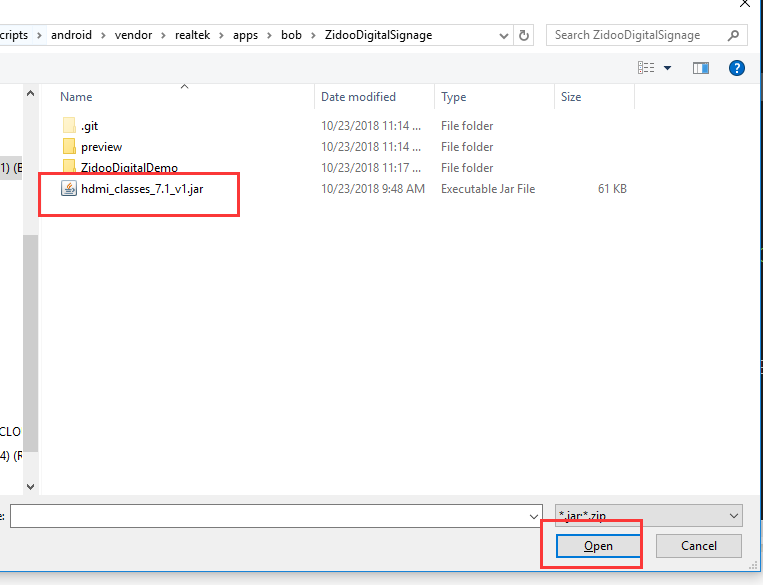 cripts > android > vendor > realtek > apps > bob > ZidooDigitalSignage
Search ZidooDigitalSignage
?
Name Date modified Type Size
.git 10/23/2018 11:14 ... File folder
preview 10/23/2018 11:14 ... File folder
ZidooDigitalDemo 10/23/2018 11:17 ... File folder
hdmi_classes_7.1_v1.jar 10/23/2018 9:48 AM Executable Jar File 61 KB
1) (E
CLO
4) (R
e:
*.jar;*.zip
Open Cancel